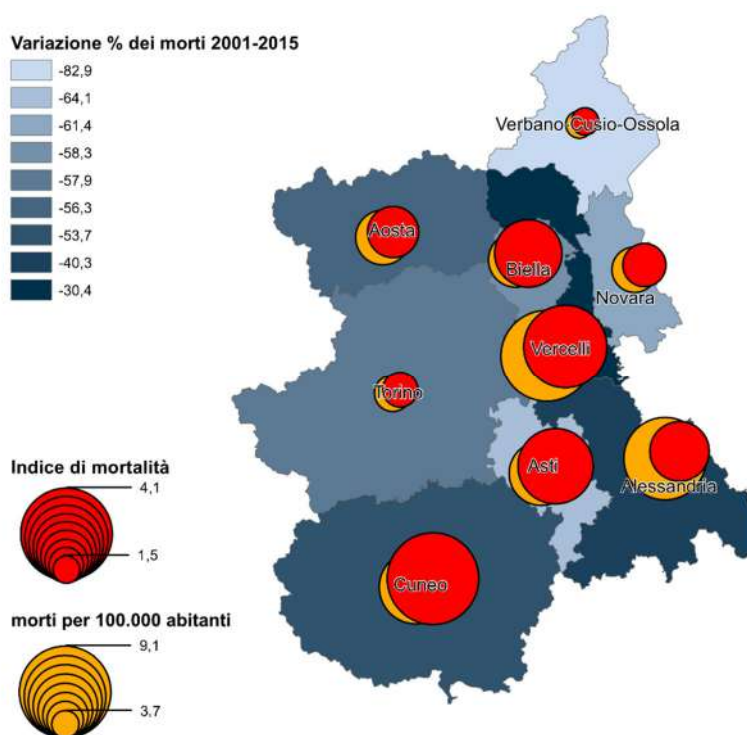 Variazione % dei morti 2001-2015
-82,9
-64,1
-61,4
-58,3
-57,9
-56,3
-53,7
-40,3
-30,4
Verbano-Cusio-Ossola
Aosta
Biella
Novara
Vercelli
Torino
Asti
Alessandria
Cuneo
Indice di mortalità
4,1
1,5
morti per 100.000 abitanti
9,1
3,7